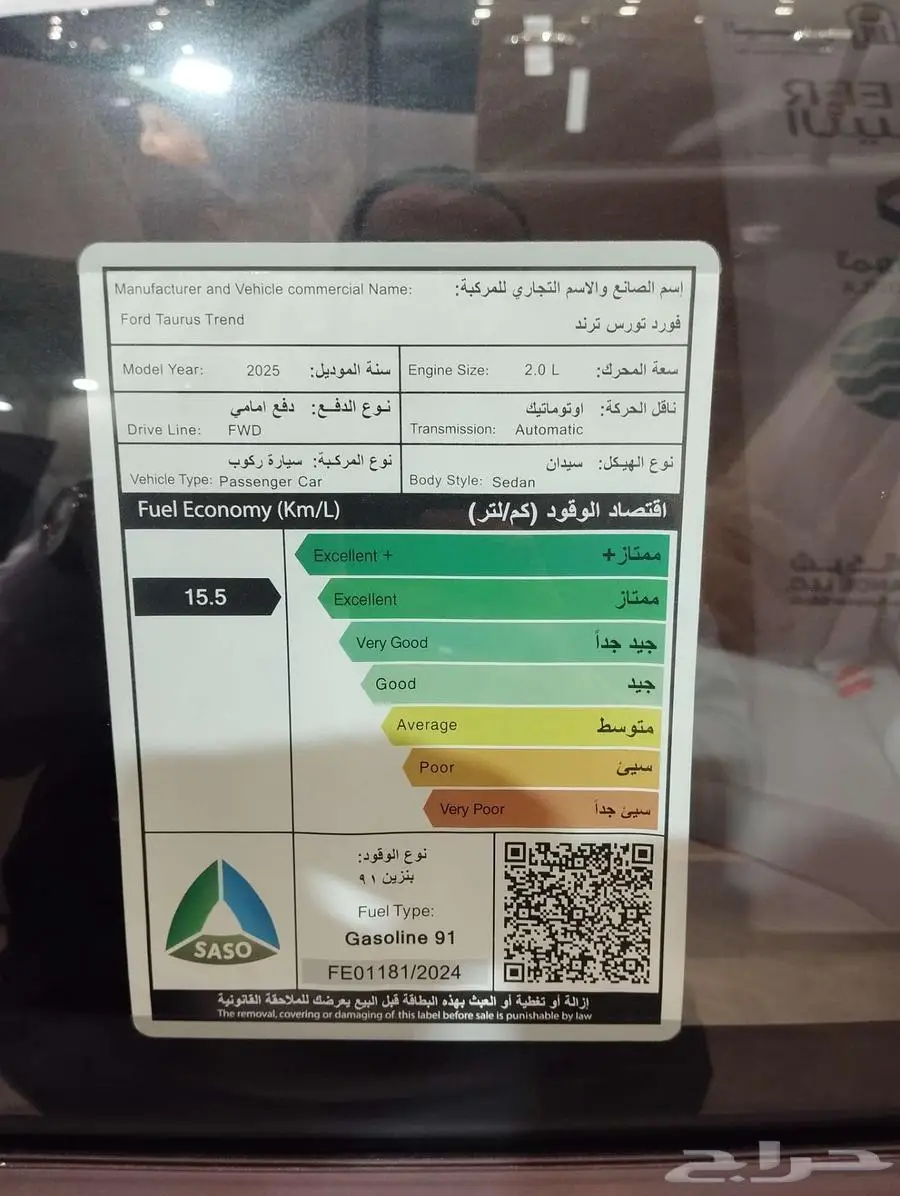 Manufacturer and Vehicle commercial Name: إسم الصانع والاسم التجاري للمركبة:
Ford Taurus Trend فورد تورس ترند
Model Year: 2025 سنة الموديل: Engine Size: 2.0 L سعة المحرك:
نوع الدفع: دفع امامي ناقل الحركة: اوتوماتيك
Drive Line: FWD Transmission: Automatic
نوع المركبة: سيارة ركوب نوع الهيكل: سيدان
Vehicle Type: Passenger Car Body Style: Sedan
Fuel Economy (Km/L) اقتصاد الوقود (كم/لتر)
Excellent + ممتاز+
15.5 Excellent ممتاز
Very Good جيد جداً
Good جيد
Average متوسط
Poor سيئ
Very Poor سيئ جداً
نوع الوقود:
بنزين ٩١
Fuel Type:
Gasoline 91
SASO
FE01181/2024
إزالة أو تغطية أو العبث بهذه البطاقة قبل البيع يعرضك للملاحقة القانونية
The removal, covering or damaging of this label before sale is punishable by law
حراج